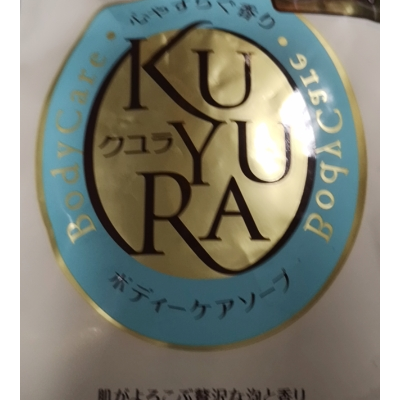 心やすらぐ香り
BodyCare
KU
クユラ
YU
RA
BodyCare
ボディーケアソープ
肌がよろこぶ贅沢な泡と香り